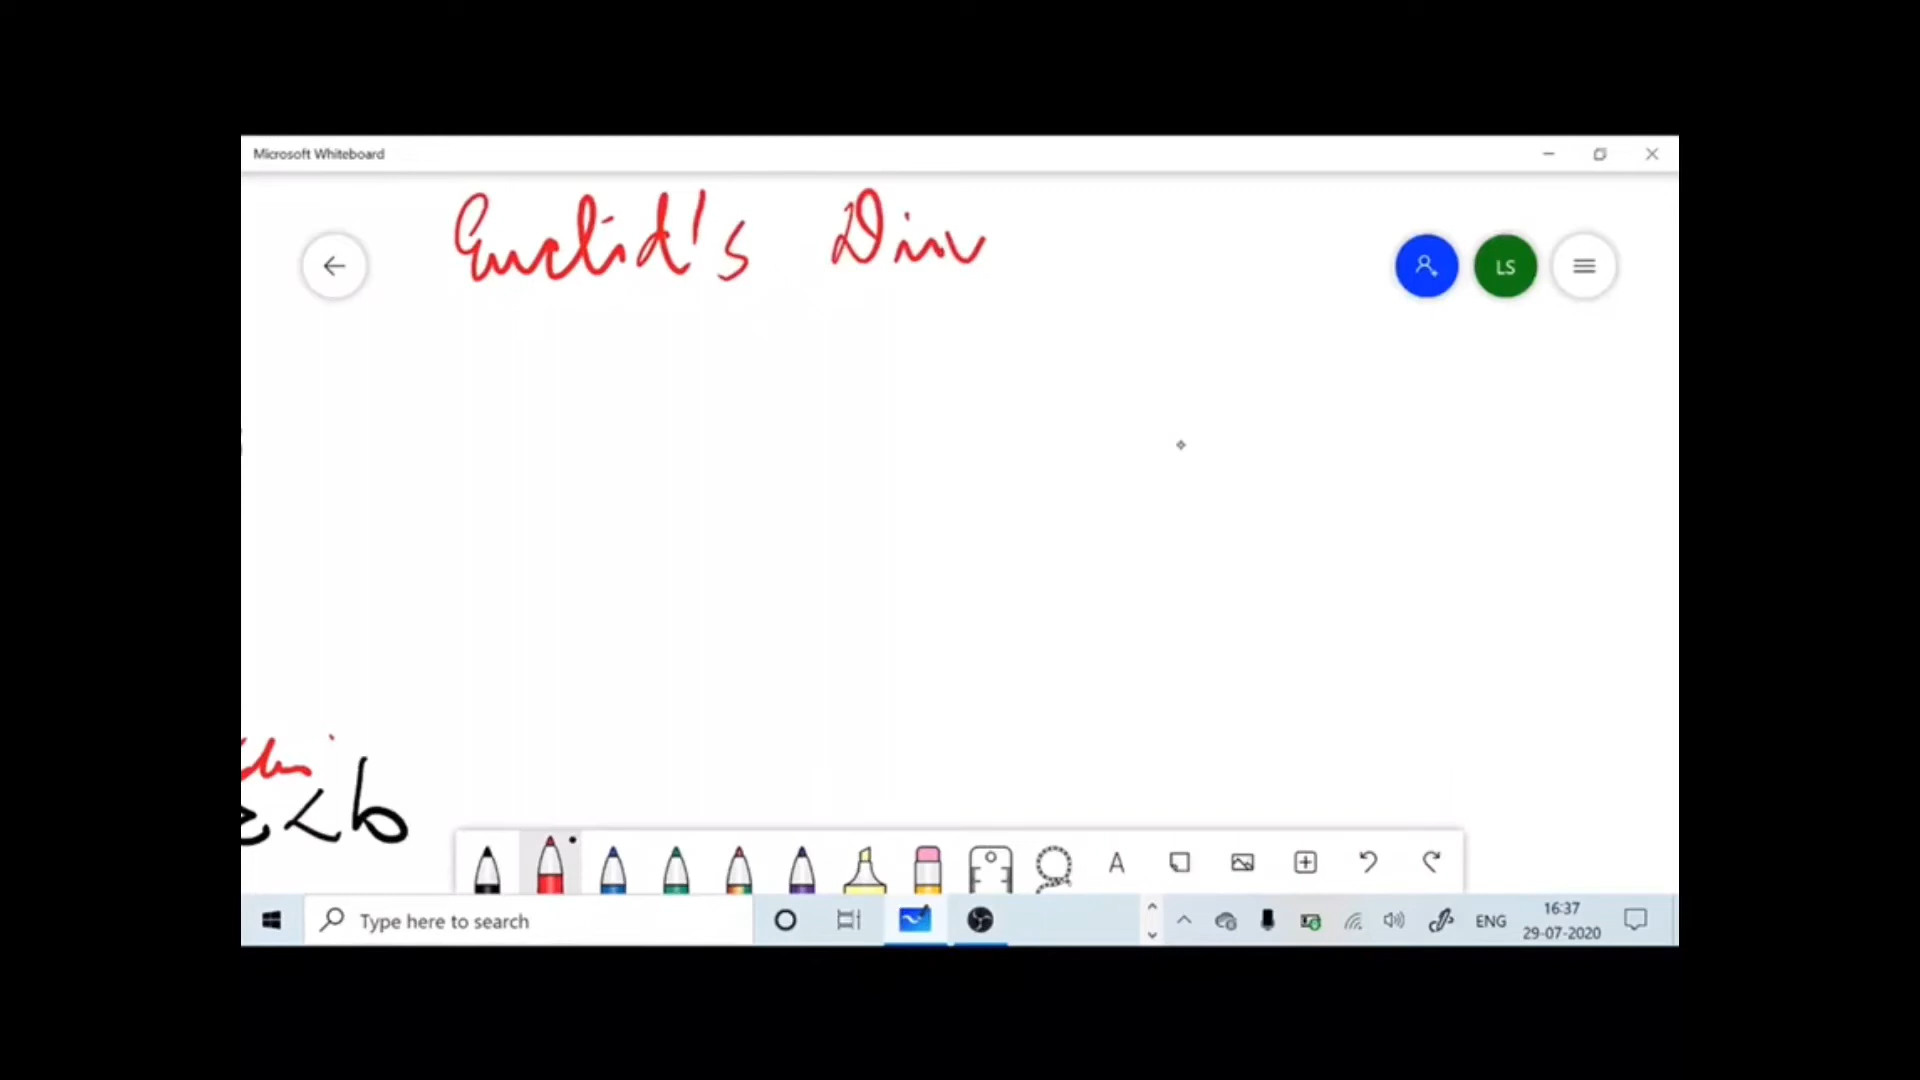 Microsoft Whiteboard
Euclid's Div
LS
< b
A
Type here to search
ENG
16:37
29-07-2020